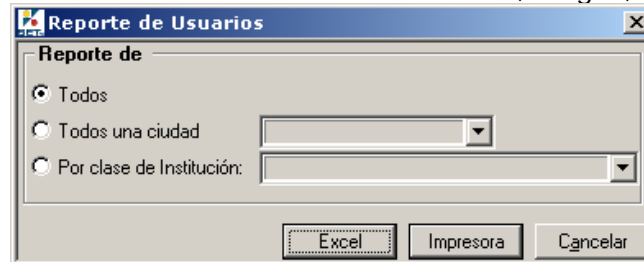 Reporte de Usuarios
Reporte de
Todos
Todos una ciudad
Por clase de Institución:
Excel Impresora Cancelar